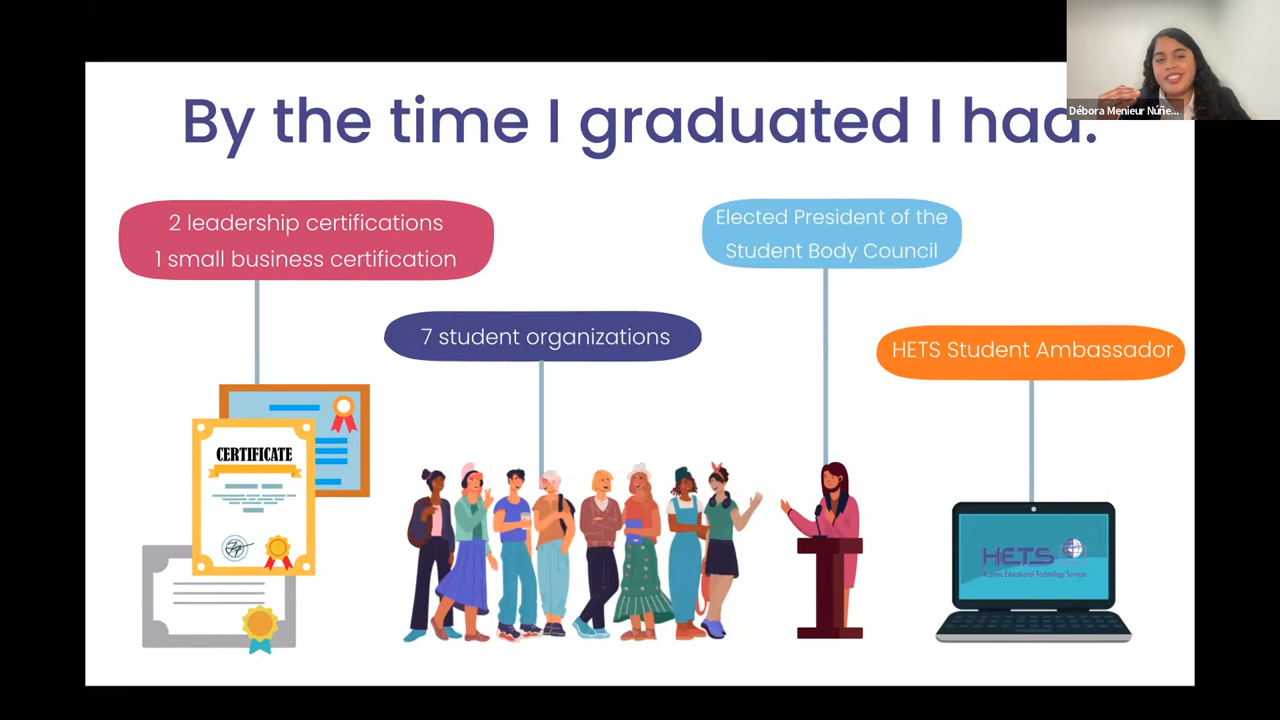 By the time I graduated I had:
Débora Menieur Núñe...
2 leadership certifications
1 small business certification
Elected President of the
Student Body Council
7 student organizations
HETS Student Ambassador
CERTIFICATE
HETS
Educational Technology Services